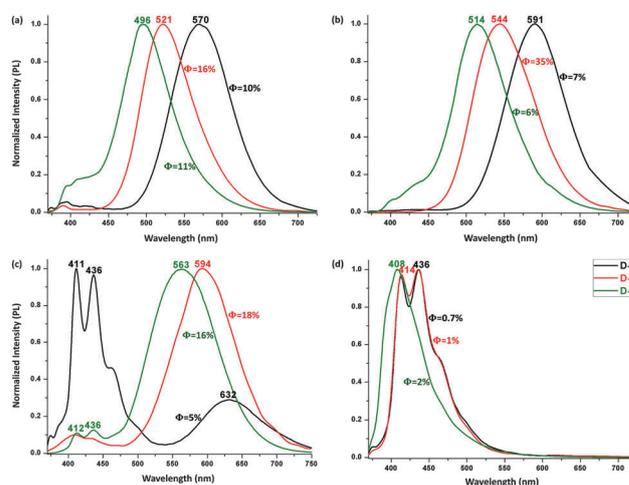 (a)
496
521
570
Φ=16%
Φ=10%
Φ=11%
Normalized Intensity (PL)
1.0
0.8
0.6
0.4
0.2
0.0
400 450 500 550 600 650 700
Wavelength (nm)
(b)
514
544
591
Φ=35%
Φ=7%
Φ=6%
1.0
0.8
0.6
0.4
0.2
0.0
400 450 500 550 600 650 700
Wavelength (nm)
(c)
411
436
563
594
Φ=18%
Φ=16%
Φ=5%
632
412 436
Normalized Intensity (PL)
1.0
0.8
0.6
0.4
0.2
0.0
400 450 500 550 600 650 700 750
Wavelength (nm)
(d)
408
414
436
D-
D-
D-
Φ=0.7%
Φ=1%
Φ=2%
1.0
0.8
0.6
0.4
0.2
0.0
400 450 500 550 600 650 700
Wavelength (nm)